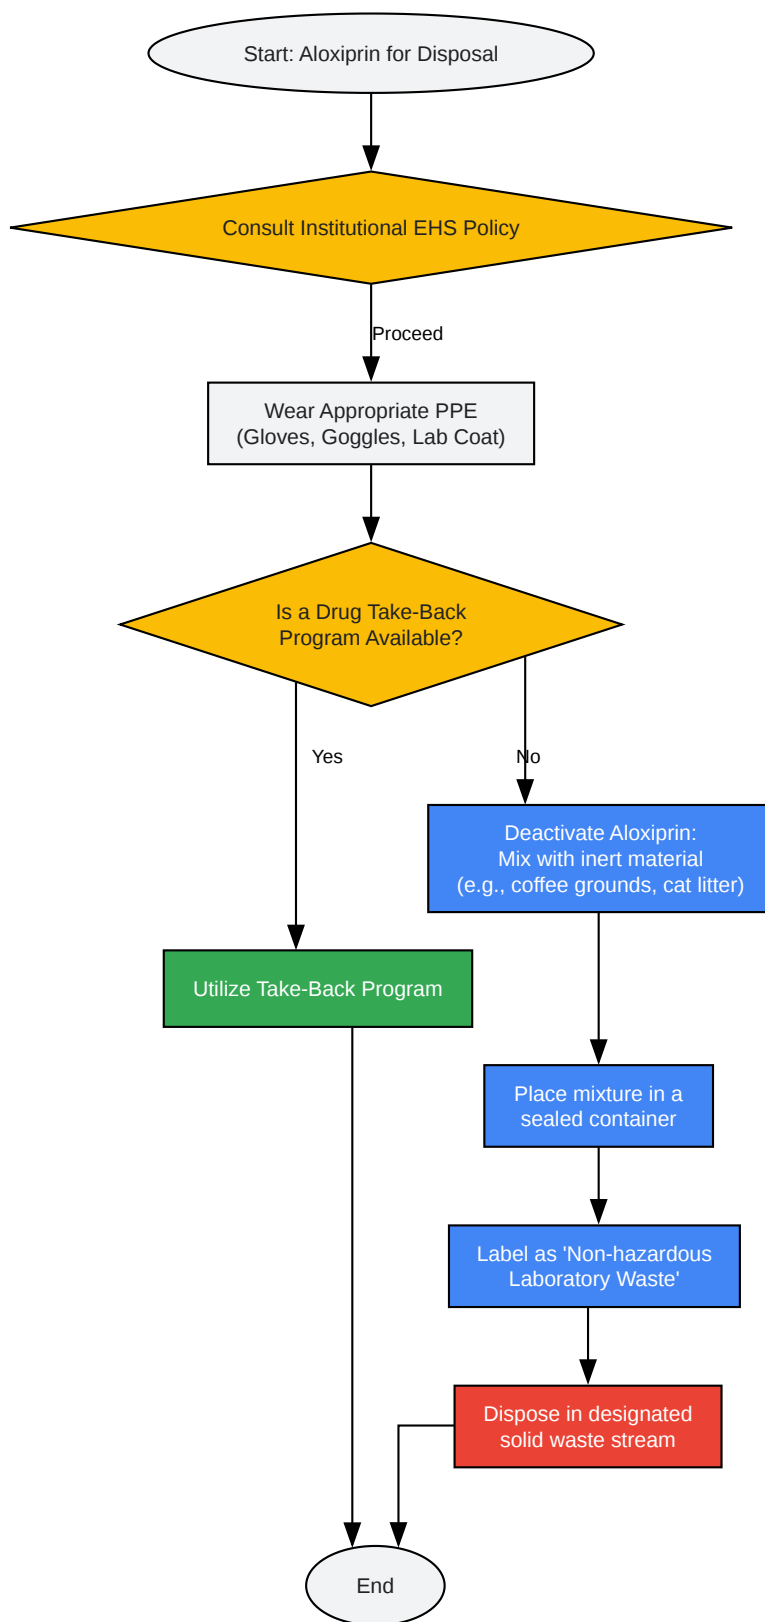 Start: Aloxiprin for Disposal
Consult Institutional EHS Policy
Proceed
Wear Appropriate PPE
(Gloves, Goggles, Lab Coat)
Is a Drug Take-Back
Program Available?
Yes
No
Deactivate Aloxiprin:
Mix with inert material
(e.g., coffee grounds, cat litter)
Utilize Take-Back Program
Place mixture in a
sealed container
Label as 'Non-hazardous
Laboratory Waste'
Dispose in designated
solid waste stream
End